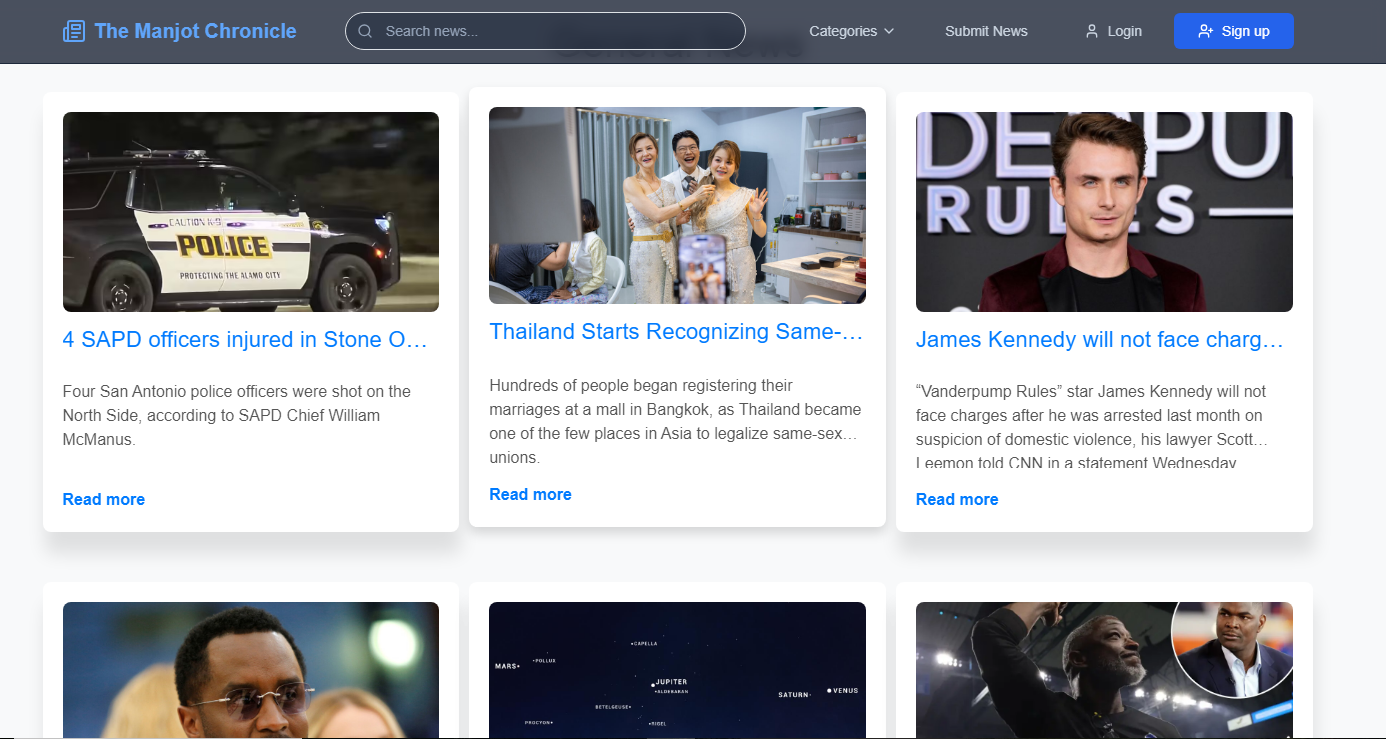 The Manjot Chronicle
Search news...
Categories
Submit News
Login
Sign up
General News
CAUTION K-9
POLICE
PROTECTING THE ALAMO CITY
4 SAPD officers injured in Stone O…
Four San Antonio police officers were shot on the
North Side, according to SAPD Chief William
McManus.
Read more
Thailand Starts Recognizing Same-…
Hundreds of people began registering their
marriages at a mall in Bangkok, as Thailand became
one of the few places in Asia to legalize same-sex…
unions.
Read more
RULES
James Kennedy will not face charg…
“Vanderpump Rules” star James Kennedy will not
face charges after he was arrested last month on
suspicion of domestic violence, his lawyer Scott…
Leemon told CNN in a statement Wednesday
Read more
CAPELLA
MARS
POLLUX
JUPITER
ALDEBARAN
SATURN
VENUS
BETELGEUSE
PROCYON
RIGEL